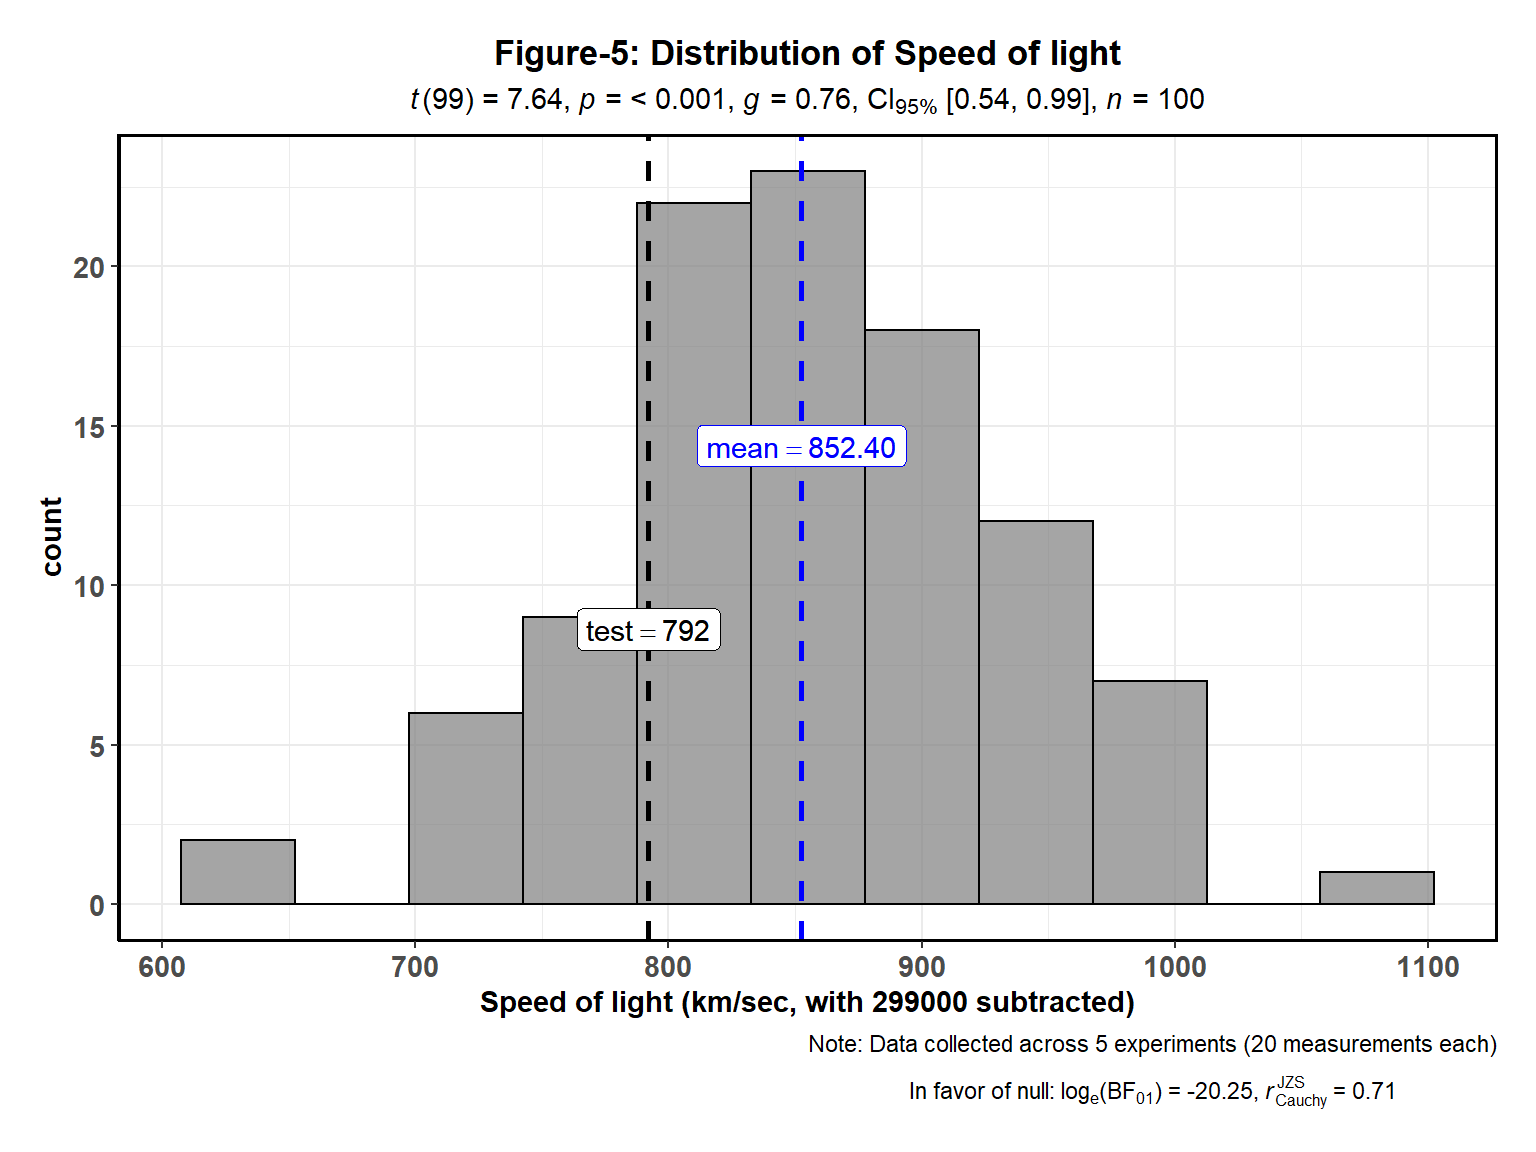 Figure-5: Distribution of Speed of light
t(99) = 7.64, p = < 0.001, g = 0.76, CI95% [0.54, 0.99], n = 100
20
15
10
5
0
count
mean = 852.40
test = 792
600 700 800 900 1000 1100
Speed of light (km/sec, with 299000 subtracted)
Note: Data collected across 5 experiments (20 measurements each)
In favor of null: loge(BF01) = -20.25, r JZS Cauchy = 0.71